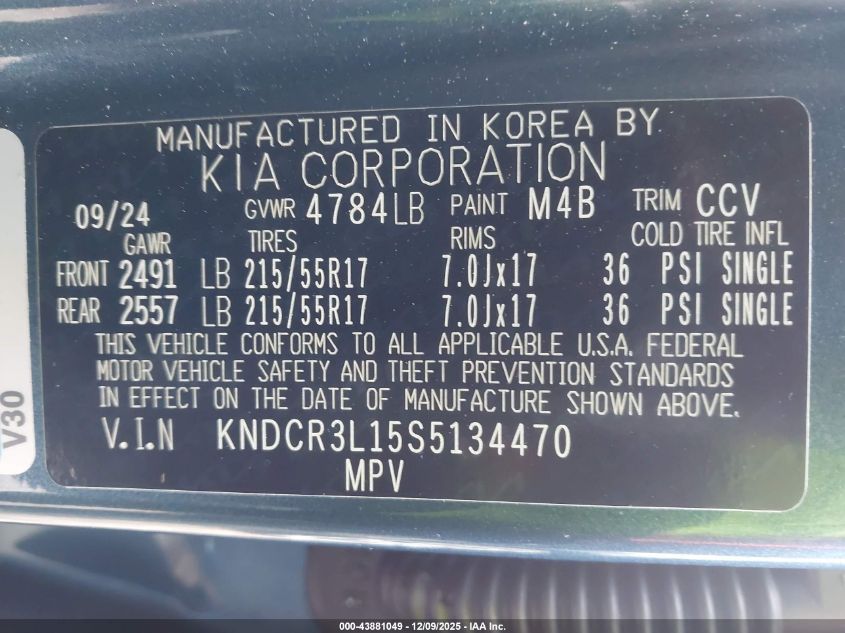 MANUFACTURED IN KOREA BY
KIA CORPORATION
09/24 GVWR 4784LB PAINT M4B TRIM CCV
GAWR TIRES RIMS COLD TIRE INFL
FRONT 2491 LB 215/55R17 7.0Jx17 36 PSI SINGLE
REAR 2557 LB 215/55R17 7.0Jx17 36 PSI SINGLE
THIS VEHICLE CONFORMS TO ALL APPLICABLE U.S.A. FEDERAL
MOTOR VEHICLE SAFETY AND THEFT PREVENTION STANDARDS
IN EFFECT ON THE DATE OF MANUFACTURE SHOWN ABOVE.
V.I.N KNDCR3L15S5134470
MPV
V30
000-43881049 - 12/09/2025 - IAA Inc.